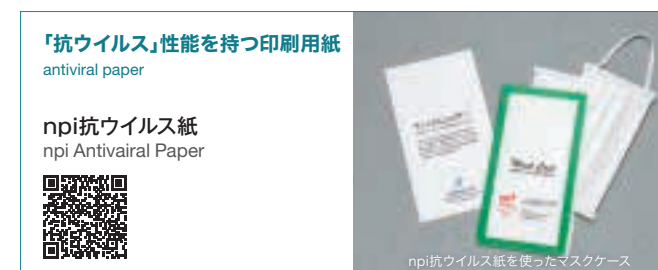 「抗ウイルス」性能を持つ印刷用紙
antiviral paper
npi抗ウイルス紙
npi Antivairal Paper
npi抗ウイルス紙を使ったマスクケース